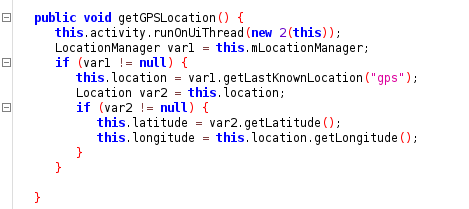 public void getGPSLocation() {
this.activity.runOnUiThread(new 2(this));
LocationManager var1 = this.mLocationManager;
if (var1 != null) {
this.location = var1.getLastKnownLocation("gps");
Location var2 = this.location;
if (var2 != null) {
this.latitude = var2.getLatitude();
this.longitude = this.location.getLongitude();
}
}
}